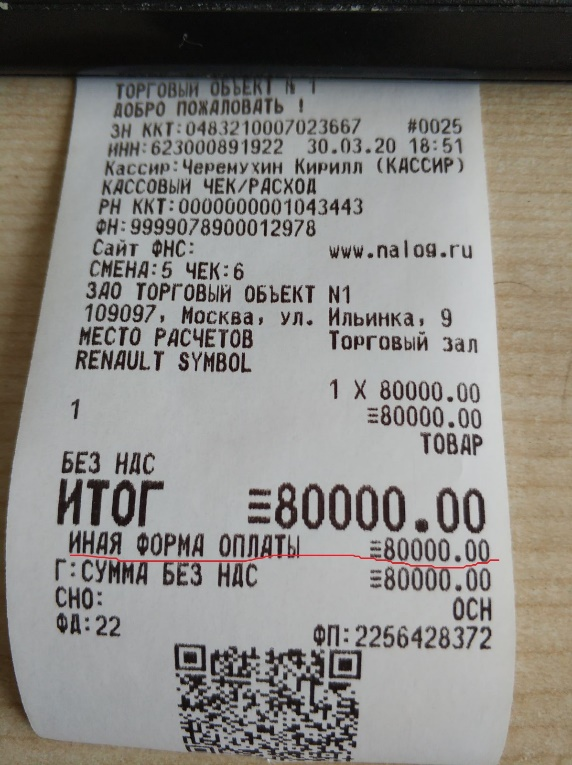 ТОРГОВЫЙ ОБЪЕКТ N 1
ДОБРО ПОЖАЛОВАТЬ !
ЗН ККТ:0483210007023667 #0025
ИНН:623000891922 30.03.20 18:51
Кассир:Черемухин Кирилл (КАССИР)
КАССОВЫЙ ЧЕК/РАСХОД
РН ККТ:0000000001043443
ФН:9999078900012978
Сайт ФНС: www.nalog.ru
СМЕНА:5 ЧЕК:6
ЗАО ТОРГОВЫЙ ОБЪЕКТ N1
109097, Москва, ул. Ильинка, 9
МЕСТО РАСЧЕТОВ Торговый зал
RENAULT SYMBOL
1 X 80000.00
1 ≡80000.00
ТОВАР
БЕЗ НДС
ИТОГ ≡80000.00
ИНАЯ ФОРМА ОПЛАТЫ ≡80000.00
Г:СУММА БЕЗ НДС ≡80000.00
СНО: ОСН
ФД:22 ФП:2256428372